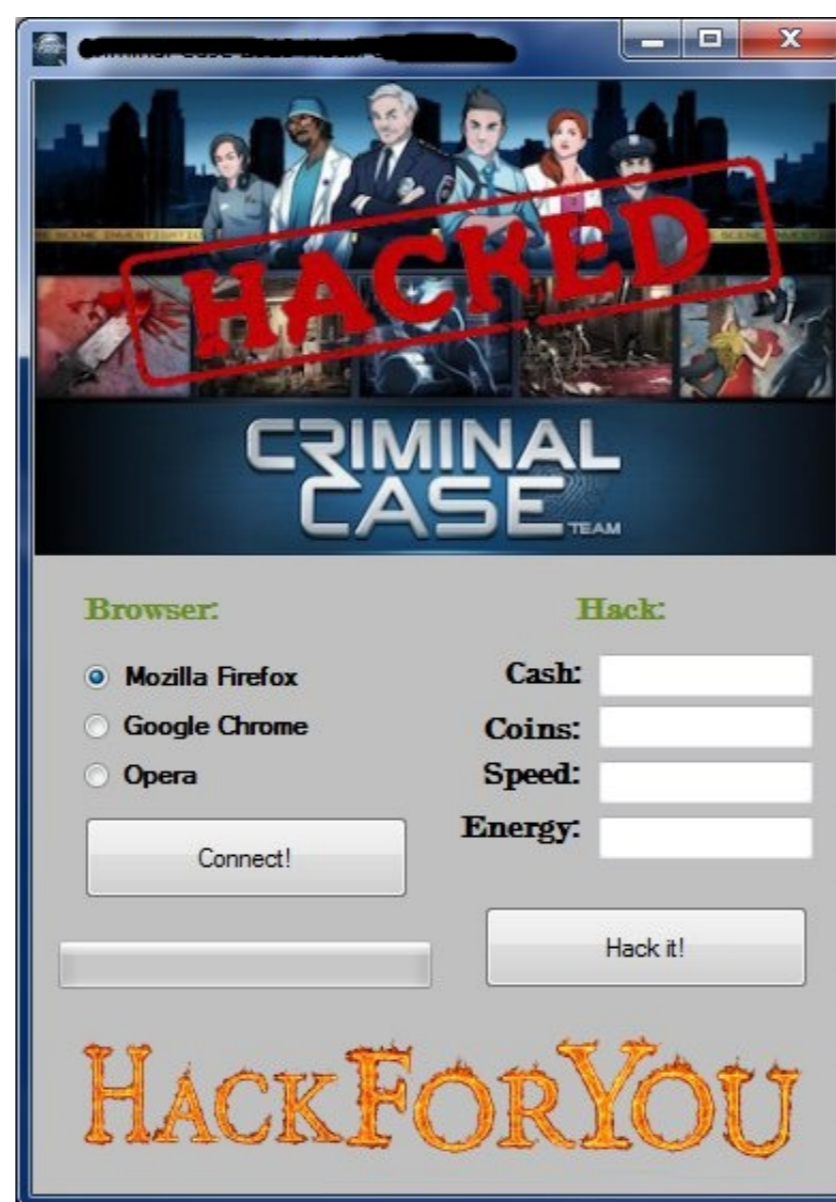 HACKED
CRIMINAL
CASE
TEAM
Browser:
Hack:
Mozilla Firefox
Cash:
Google Chrome
Coins:
Opera
Speed:
Energy:
Connect!
Hack it!
HACKFORYOU